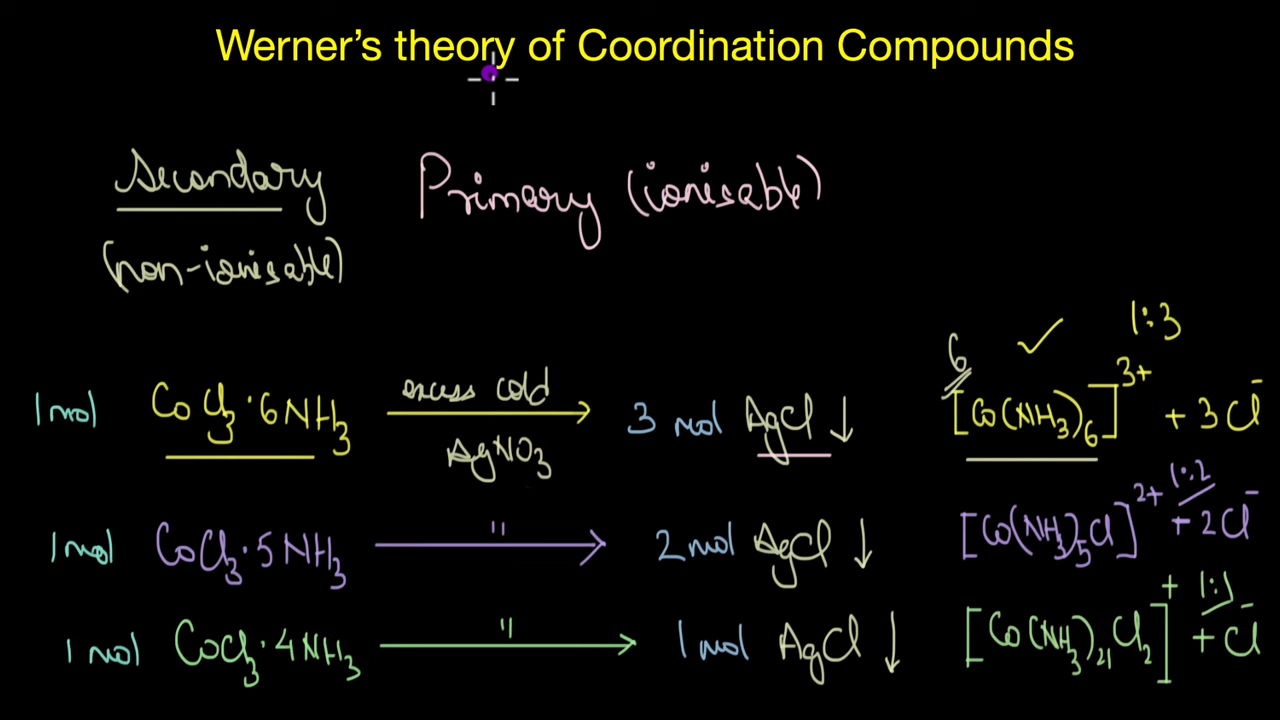 Werner's theory of Coordination Compounds
Secondary Primary (ionisable)
(non-ionisable)
1:3
6 ✓
1 mol CoCl₃·6NH₃ excess cold AgNO₃ → 3 mol AgCl ↓ [Co(NH₃)₆]³⁺ + 3Cl⁻
1:2
1 mol CoCl₃·5NH₃ " → 2 mol AgCl ↓ [Co(NH₃)₅Cl]²⁺ + 2Cl⁻
1:1
1 mol CoCl₃·4NH₃ " → 1 mol AgCl ↓ [Co(NH₃)₄Cl₂]⁺ + Cl⁻